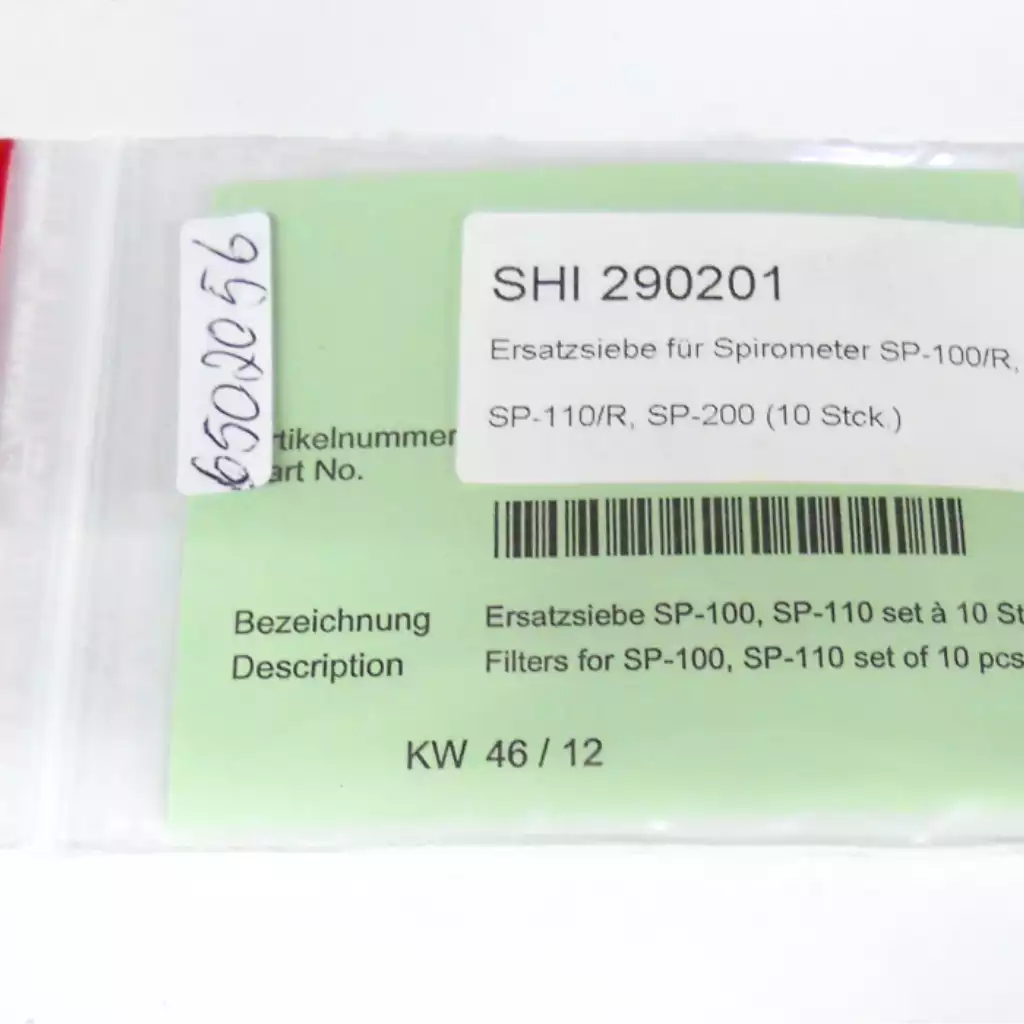 SHI 290201
Ersatzsiebe für Spirometer SP-100/R,
SP-110/R, SP-200 (10 Stck.)
tikelnummer
art No.
Bezeichnung Ersatzsiebe SP-100, SP-110 set à 10 St
Description Filters for SP-100, SP-110 set of 10 pcs
KW 46 / 12